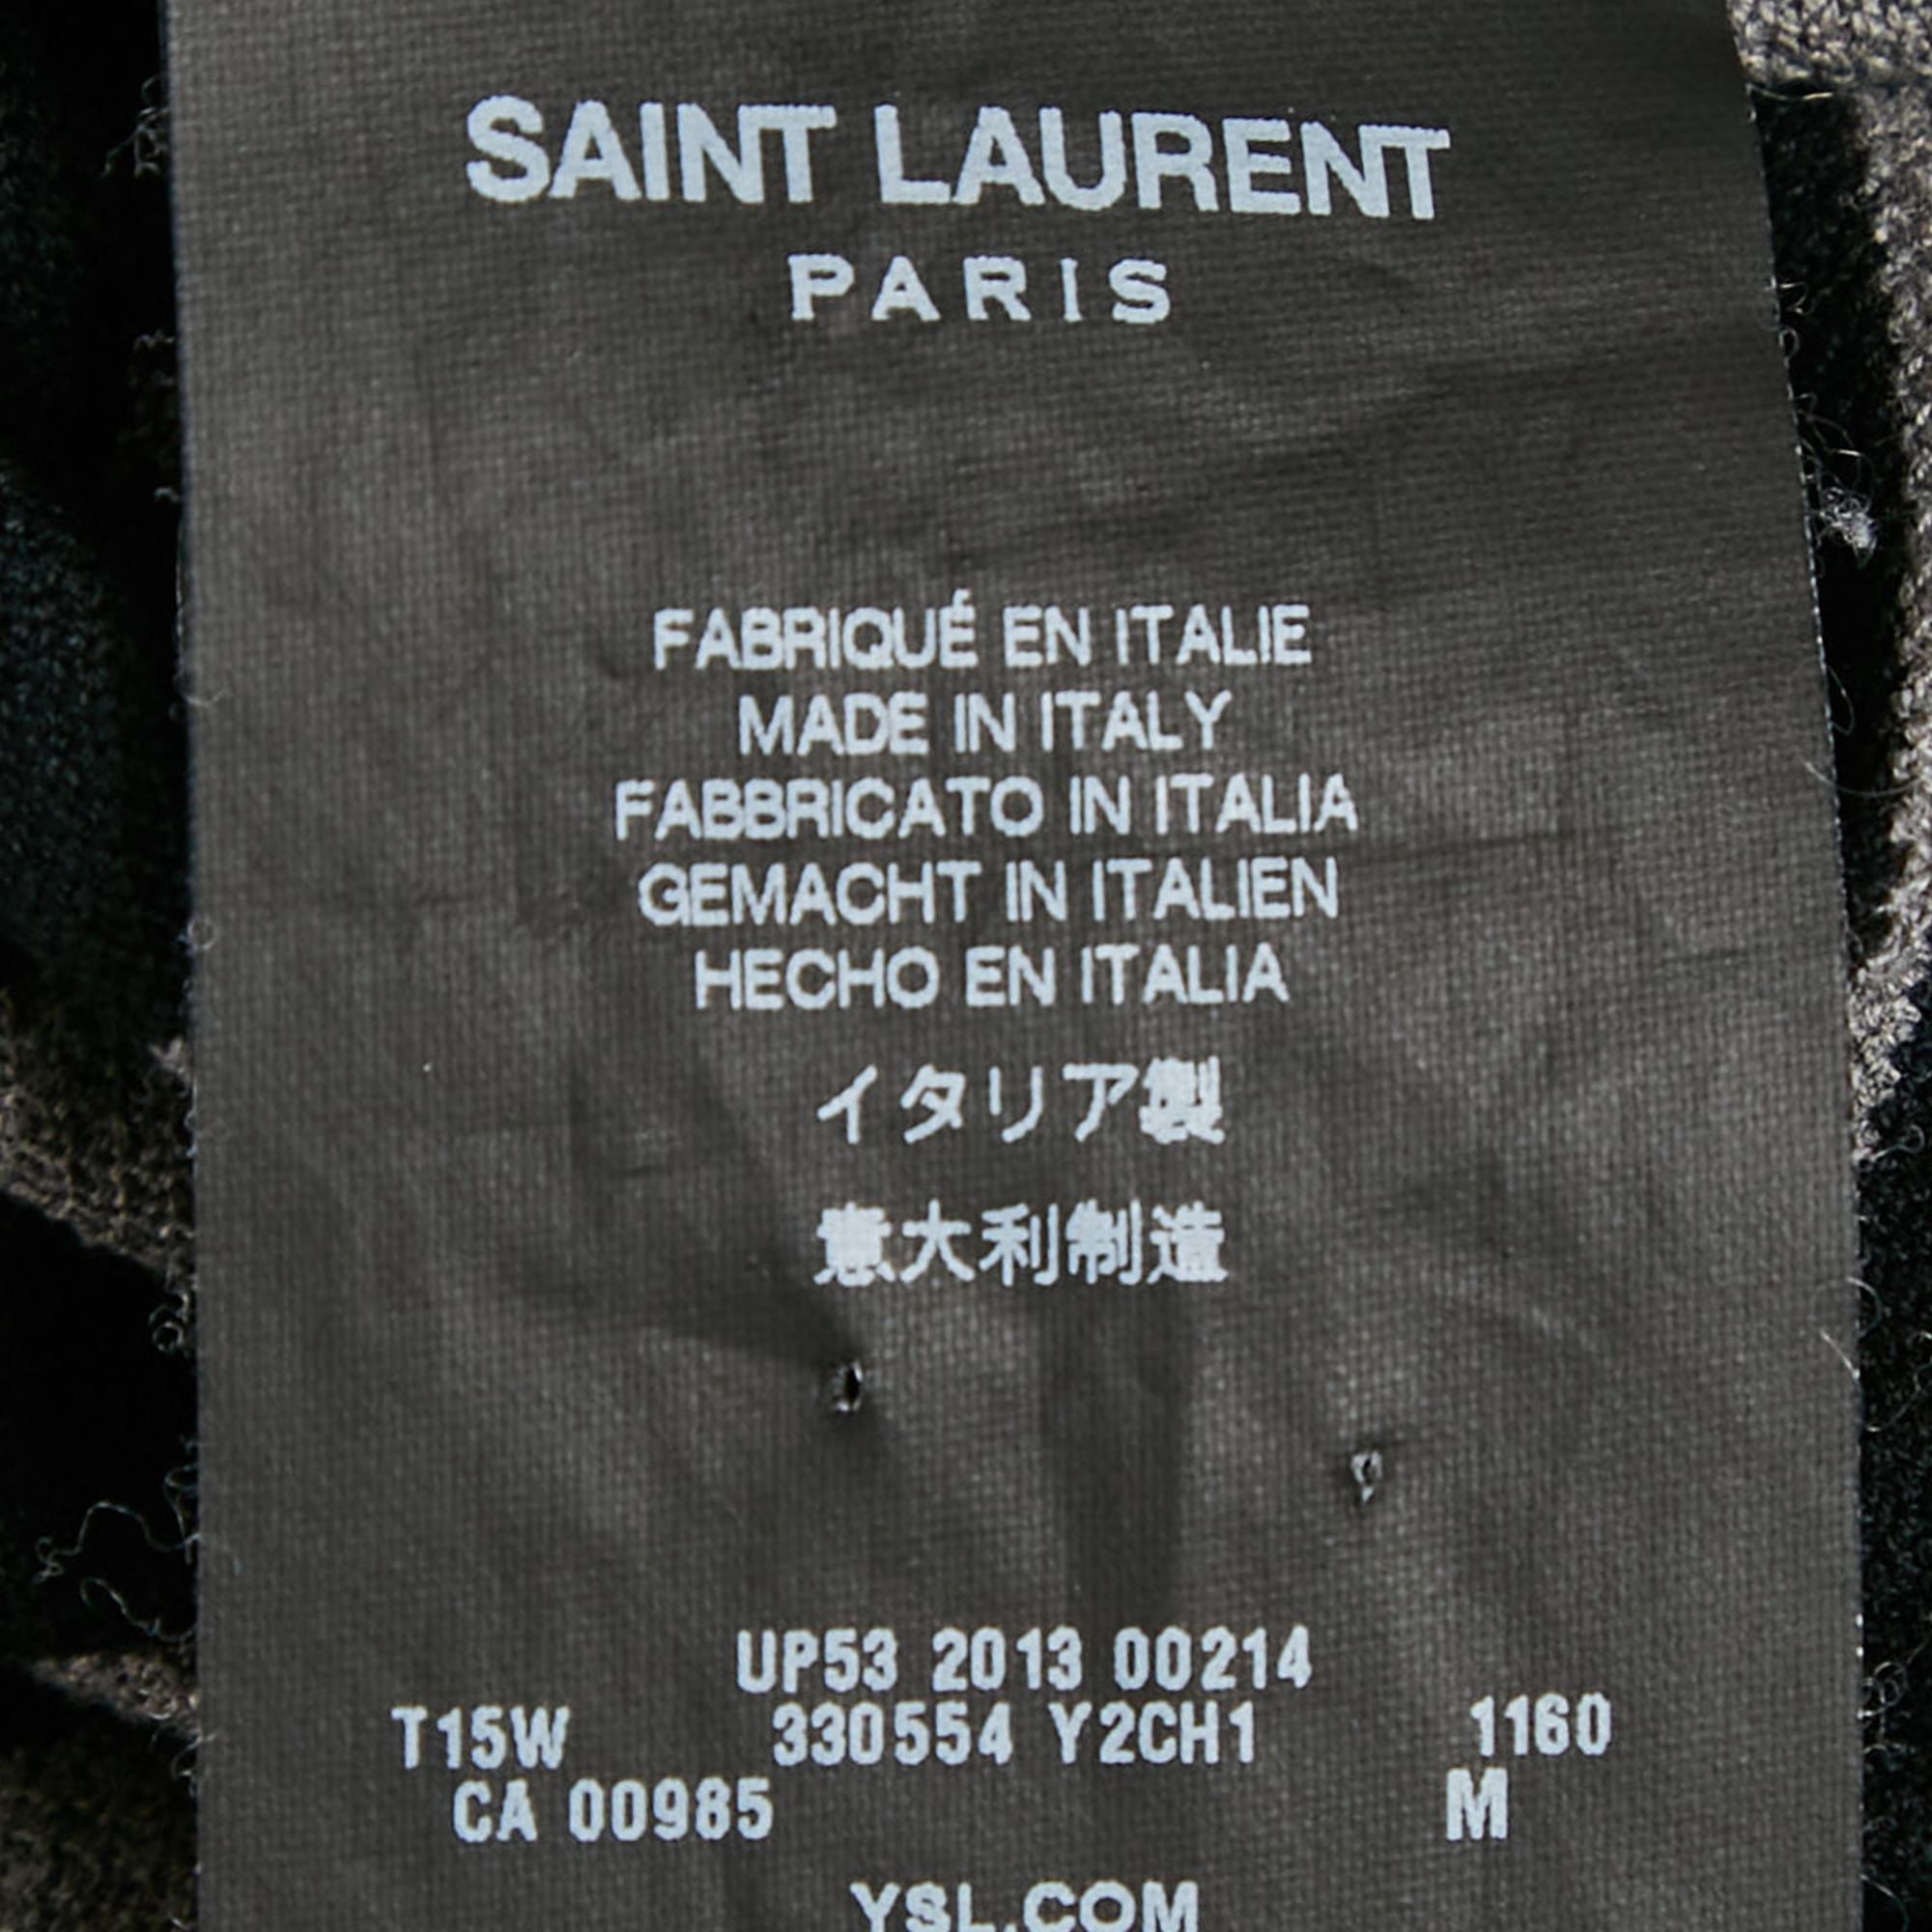 SAINT LAURENT
PARIS
FABRIQUÉ EN ITALIE
MADE IN ITALY
FABBRICATO IN ITALIA
GEMACHT IN ITALIEN
HECHO EN ITALIA
イタリア製
意大利制造
UP53 2013 00214
T15W 330554 Y2CH1 1160
CA 00985 M
YSL.COM